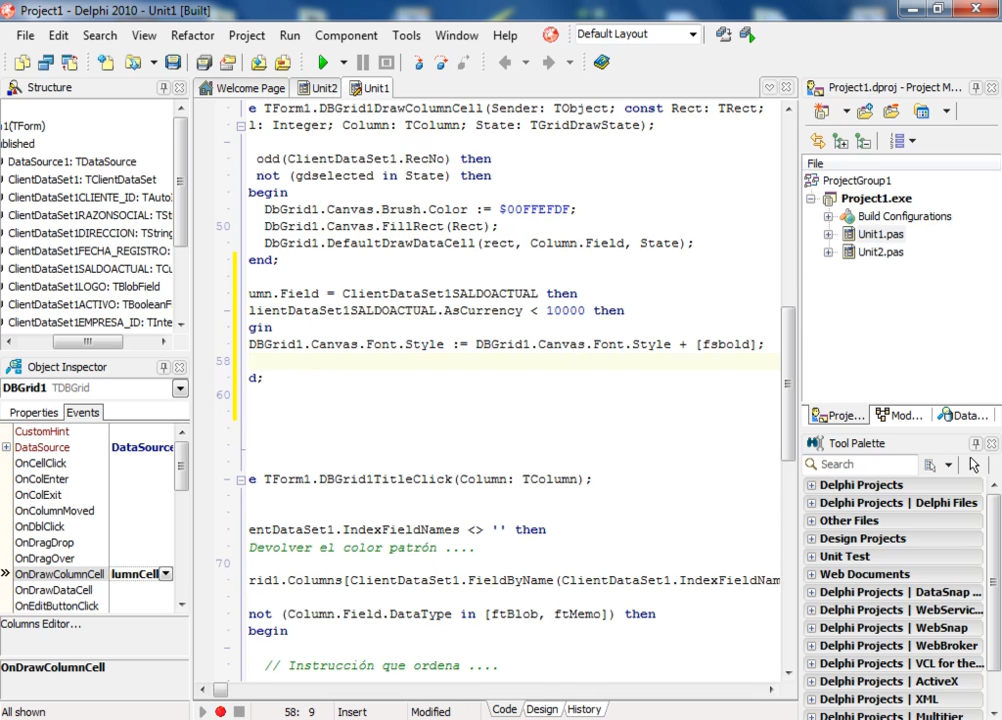 Project1 - Delphi 2010 - Unit1 [Built]
File Edit Search View Refactor Project Run Component Tools Window Help Default Layout
Structure
1(TForm)
blished
DataSource1: TDataSource
ClientDataSet1: TClientDataSet
ClientDataSet1CLIENTE_ID: TAuto
ClientDataSet1RAZONSOCIAL: TSt
ClientDataSet1DIRECCION: TString
ClientDataSet1FECHA_REGISTRO:
ClientDataSet1SALDOACTUAL: TCu
ClientDataSet1LOGO: TBlobField
ClientDataSet1ACTIVO: TBooleanF
ClientDataSet1EMPRESA_ID: TInte
Object Inspector
DBGrid1 TDBGrid
Properties Events
CustomHint
DataSource DataSource
OnCellClick
OnColEnter
OnColExit
OnColumnMoved
OnDblClick
OnDragDrop
OnDragOver
OnDrawColumnCell lumnCell
OnDrawDataCell
OnEditButtonClick
Columns Editor...
OnDrawColumnCell
All shown
Welcome Page Unit2 Unit1
e TForm1.DBGrid1DrawColumnCell(Sender: TObject; const Rect: TRect;
l: Integer; Column: TColumn; State: TGridDrawState);
odd(ClientDataSet1.RecNo) then
not (gdselected in State) then
begin
DbGrid1.Canvas.Brush.Color := $00FFEFDF;
50 DbGrid1.Canvas.FillRect(Rect);
DbGrid1.DefaultDrawDataCell(rect, Column.Field, State);
end;
umn.Field = ClientDataSet1SALDOACTUAL then
lientDataSet1SALDOACTUAL.AsCurrency < 10000 then
gin
DBGrid1.Canvas.Font.Style := DBGrid1.Canvas.Font.Style + [fsbold];
58
d;
60
e TForm1.DBGrid1TitleClick(Column: TColumn);
entDataSet1.IndexFieldNames <> '' then
Devolver el color patrón ....
70
rid1.Columns[ClientDataSet1.FieldByName(ClientDataSet1.IndexFieldNam
not (Column.Field.DataType in [ftBlob, ftMemo]) then
begin
// Instrucción que ordena ....
58: 9 Insert Modified Code Design History
Project1.dproj - Project M...
File
ProjectGroup1
Project1.exe
Build Configurations
Unit1.pas
Unit2.pas
Proje... Mod... Data...
Tool Palette
Search
Delphi Projects
Delphi Projects | Delphi Files
Other Files
Design Projects
Unit Test
Web Documents
Delphi Projects | DataSnap ...
Delphi Projects | WebServic...
Delphi Projects | WebSnap
Delphi Projects | WebBroker
Delphi Projects | VCL for the...
Delphi Projects | ActiveX
Delphi Projects | XML
Delphi Projects | Multitier